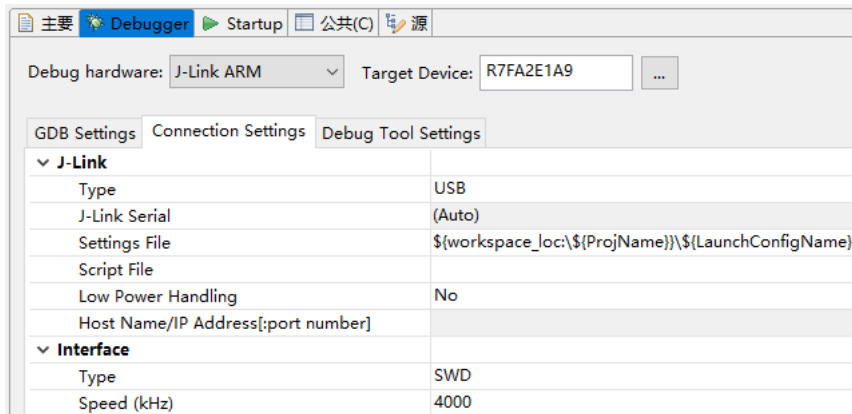 主要 Debugger Startup 公共(C) 源
Debug hardware: J-Link ARM Target Device: R7FA2E1A9 ...
GDB Settings Connection Settings Debug Tool Settings
J-Link
Type USB
J-Link Serial (Auto)
Settings File ${workspace_loc:\${ProjName}}\${LaunchConfigName}
Script File
Low Power Handling No
Host Name/IP Address[:port number]
Interface
Type SWD
Speed (kHz) 4000